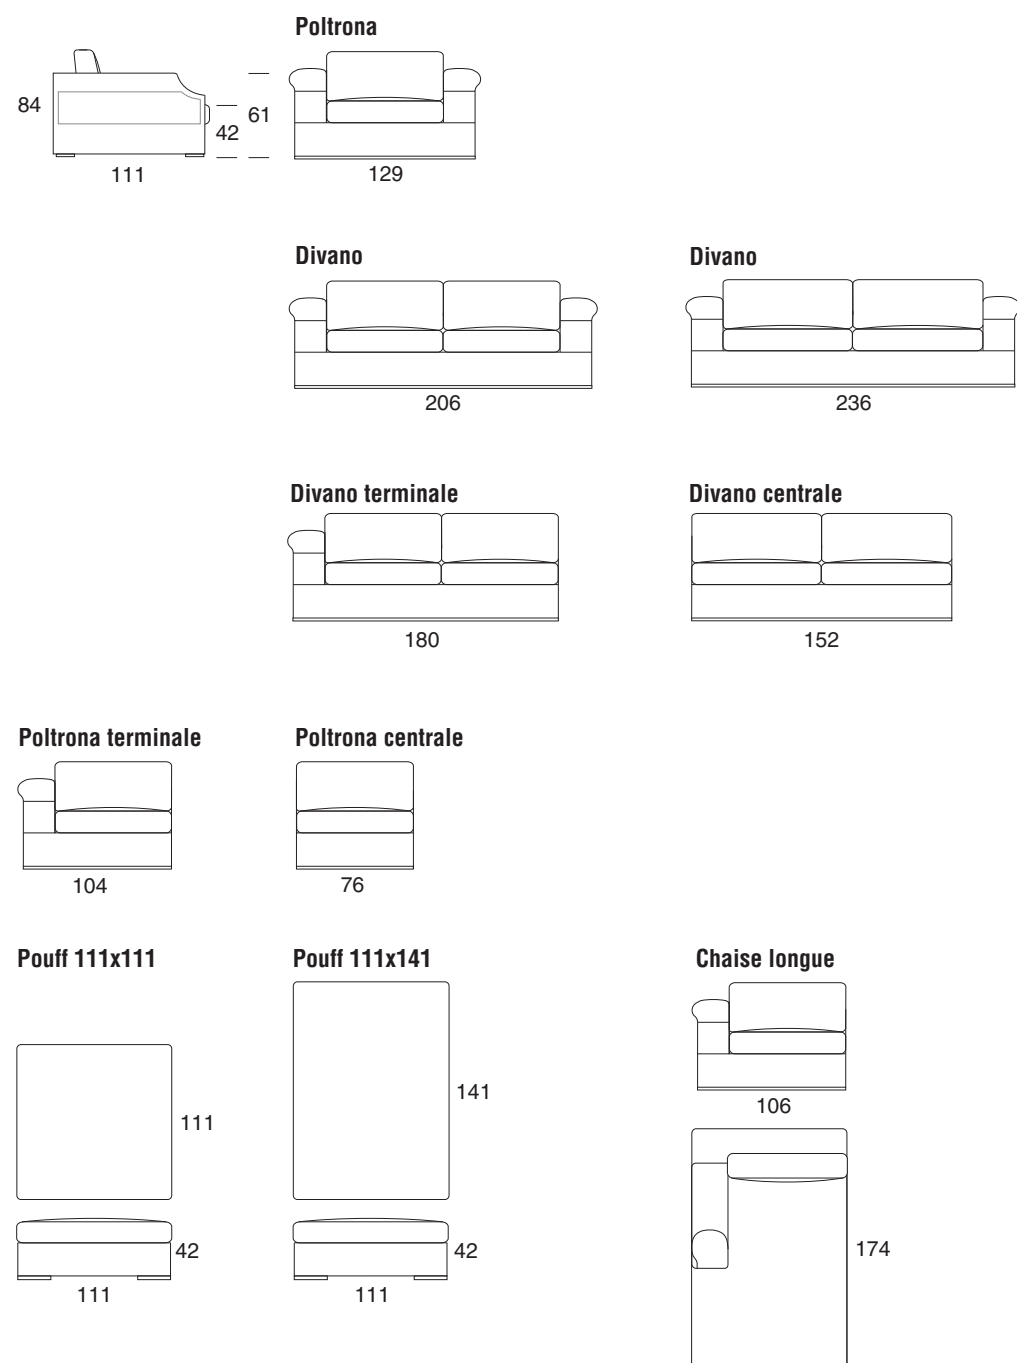 Poltrona
84
61
42
111
129
Divano
Divano
206
236
Divano terminale
Divano centrale
180
152
Poltrona terminale
Poltrona centrale
104
76
Pouff 111x111
Pouff 111x141
Chaise longue
141
106
111
42
42
174
111
111